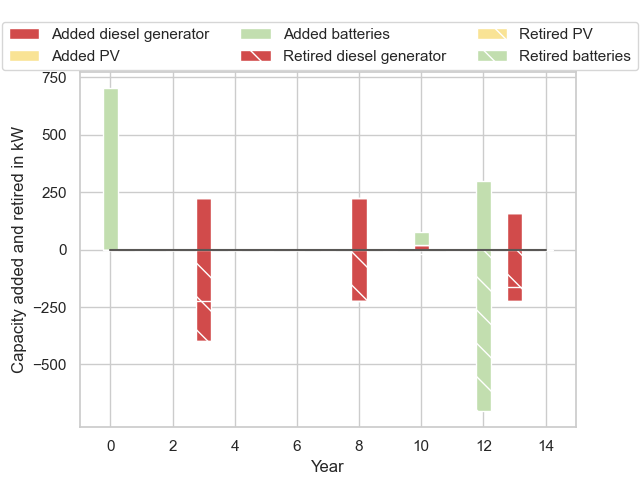 Added diesel generator Added batteries Retired PV
Added PV Retired diesel generator Retired batteries
750
500
250
0
−250
−500
Capacity added and retired in kW
0 2 4 6 8 10 12 14
Year